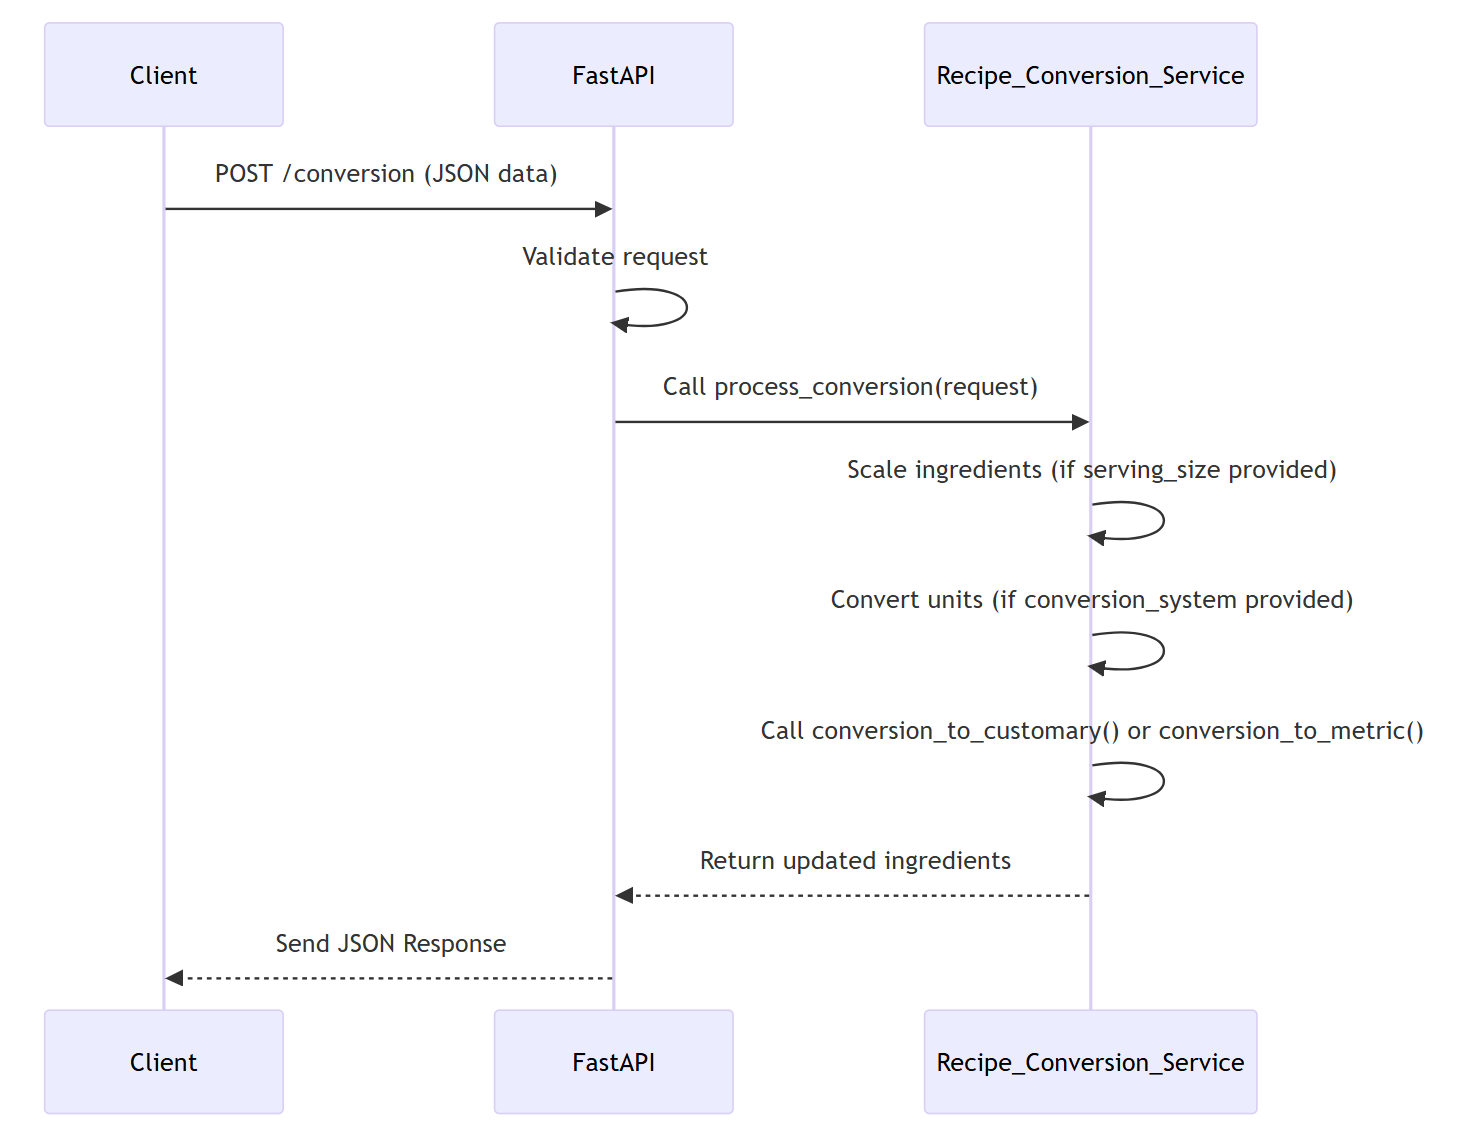 Client
FastAPI
Recipe_Conversion_Service
POST /conversion (JSON data)
Validate request
Call process_conversion(request)
Scale ingredients (if serving_size provided)
Convert units (if conversion_system provided)
Call conversion_to_customary() or conversion_to_metric()
Return updated ingredients
Send JSON Response
Client
FastAPI
Recipe_Conversion_Service